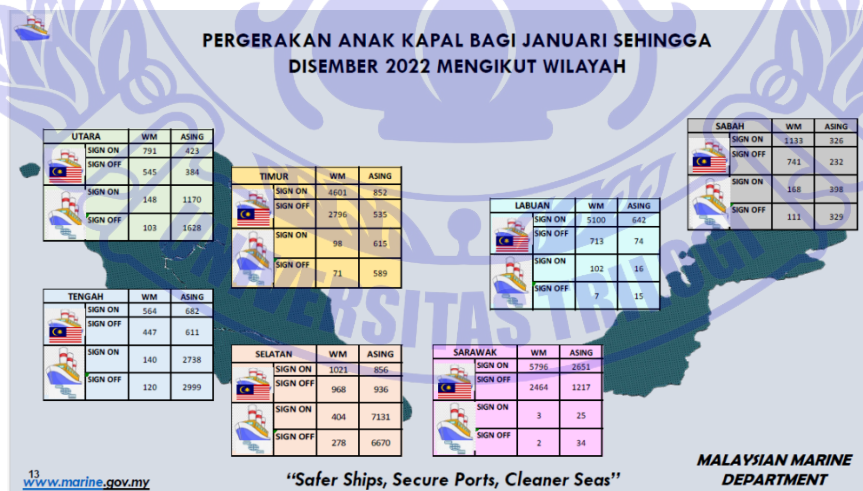 PERGERAKAN ANAK KAPAL BAGI JANUARI SEHINGGA
DISEMBER 2022 MENGIKUT WILAYAH
UTARA WM ASING
SIGN ON 791 423
SIGN OFF 545 384
SIGN ON 148 1170
SIGN OFF 103 1628
TIMUR WM ASING
SIGN ON 4601 852
SIGN OFF 2796 535
SIGN ON 98 615
SIGN OFF 71 589
LABUAN WM ASING
SIGN ON 5100 642
SIGN OFF 713 74
SIGN ON 102 16
SIGN OFF 7 15
SABAH WM ASING
SIGN ON 1133 326
SIGN OFF 741 232
SIGN ON 168 398
SIGN OFF 111 329
TENGAH WM ASING
SIGN ON 564 682
SIGN OFF 447 611
SIGN ON 140 2738
SIGN OFF 120 2999
SELATAN WM ASING
SIGN ON 1021 856
SIGN OFF 968 936
SIGN ON 404 7131
SIGN OFF 278 6670
SARAWAK WM ASING
SIGN ON 5796 2651
SIGN OFF 2464 1217
SIGN ON 3 25
SIGN OFF 2 34
UNIVERSITAS TRILOGI
13
www.marine.gov.my
“Safer Ships, Secure Ports, Cleaner Seas”
MALAYSIAN MARINE
DEPARTMENT